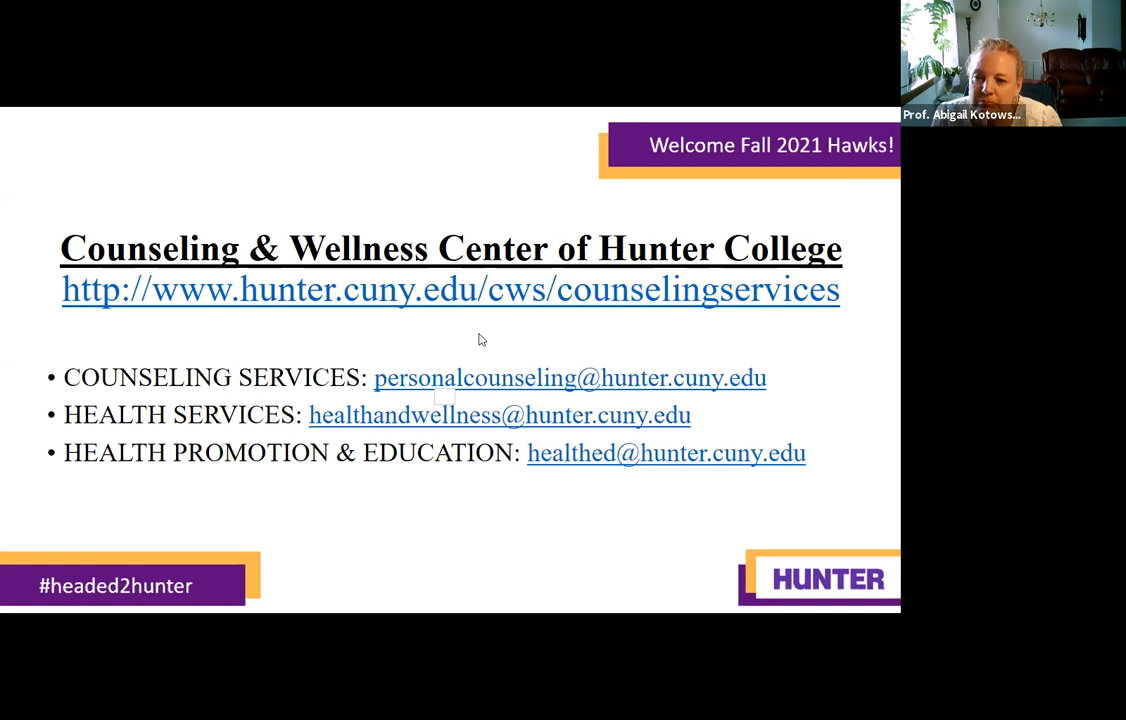 Prof. Abigail Kotows...
Welcome Fall 2021 Hawks!
Counseling & Wellness Center of Hunter College
http://www.hunter.cuny.edu/cws/counselingservices
• COUNSELING SERVICES: personalcounseling@hunter.cuny.edu
• HEALTH SERVICES: healthandwellness@hunter.cuny.edu
• HEALTH PROMOTION & EDUCATION: healthed@hunter.cuny.edu
#headed2hunter
HUNTER